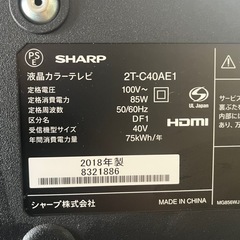 PS E SHARP
液晶カラーテレビ 2T-C40AE1
定格電圧 : 100V~
定格消費電力 : 85W
定格周波数 : 50/60Hz
区分名 : DF1
受信機型サイズ : 40V
年間消費電力量 : 75kWh/年
UL Japan
HDMI
2018年製
8321886
シャープ株式会社 MADE IN CHINA